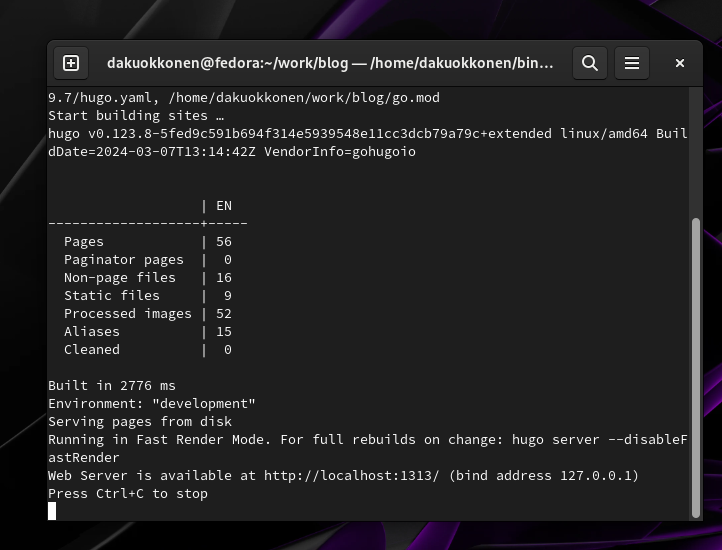 dakuokkonen@fedora:~/work/blog — /home/dakuokkonen/bin…
9.7/hugo.yaml, /home/dakuokkonen/work/blog/go.mod
Start building sites …
hugo v0.123.8-5fed9c591b694f314e5939548e11cc3dcb79a79c+extended linux/amd64 Buil
dDate=2024-03-07T13:14:42Z VendorInfo=gohugoio
                   | EN
-------------------+-----
  Pages            | 56
  Paginator pages  |  0
  Non-page files   | 16
  Static files     |  9
  Processed images | 52
  Aliases          | 15
  Cleaned          |  0
Built in 2776 ms
Environment: "development"
Serving pages from disk
Running in Fast Render Mode. For full rebuilds on change: hugo server --disableF
astRender
Web Server is available at http://localhost:1313/ (bind address 127.0.0.1)
Press Ctrl+C to stop